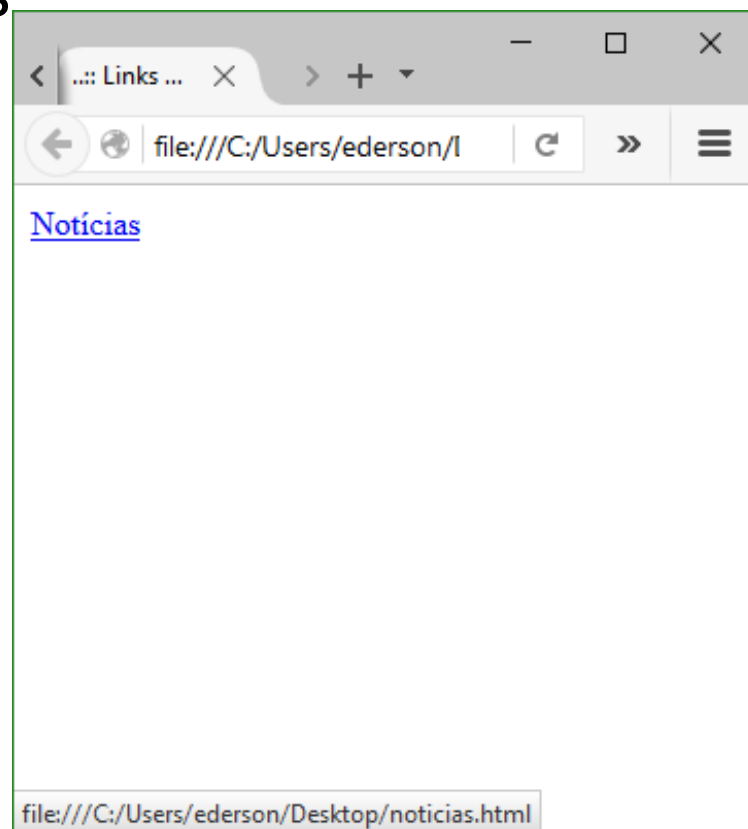 ..:: Links ...
file:///C:/Users/ederson/
Notícias
file:///C:/Users/ederson/Desktop/noticias.html